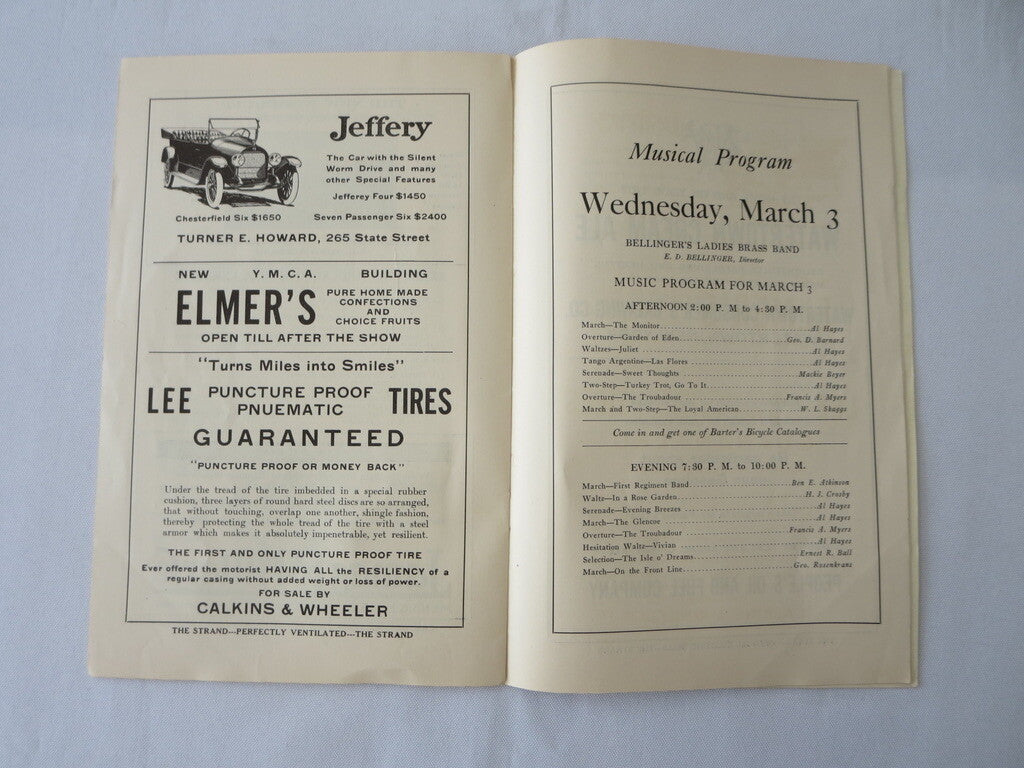 Jeffery
The Car with the Silent
Worm Drive and many
other Special Features
Jefferey Four $1450
Chesterfield Six $1650 Seven Passenger Six $2400
TURNER E. HOWARD, 265 State Street
NEW Y. M. C. A. BUILDING
ELMER'S
PURE HOME MADE
CONFECTIONS
AND
CHOICE FRUITS
OPEN TILL AFTER THE SHOW
"Turns Miles into Smiles"
LEE PUNCTURE PROOF PNUEMATIC TIRES
GUARANTEED
"PUNCTURE PROOF OR MONEY BACK"
Under the tread of the tire imbedded in a special rubber
cushion, three layers of round hard steel discs are so arranged,
that without touching, overlap one another, shingle fashion,
thereby protecting the whole tread of the tire with a steel
armor which makes it absolutely impenetrable, yet resilient.
THE FIRST AND ONLY PUNCTURE PROOF TIRE
Ever offered the motorist HAVING ALL the RESILIENCY of a
regular casing without added weight or loss of power.
FOR SALE BY
CALKINS & WHEELER
THE STRAND---PERFECTLY VENTILATED---THE STRAND
Musical Program
Wednesday, March 3
BELLINGER'S LADIES BRASS BAND
E. D. BELLINGER, Director
MUSIC PROGRAM FOR MARCH 3
AFTERNOON 2:00 P. M to 4:30 P. M.
March—The Monitor Al Hayes
Overture—Garden of Eden Geo. D. Barnard
Waltzes—Juliet Al Hayes
Tango Argentine—Las Flores Al Hayes
Serenade—Sweet Thoughts Mackie Beyer
Two-Step—Turkey Trot, Go To It Al Hayes
Overture—The Troubadour Francis A. Myers
March and Two-Step—The Loyal American W. L. Skaggs
Come in and get one of Barter's Bicycle Catalogues
EVENING 7:30 P. M. to 10:00 P. M.
March—First Regiment Band Ben E. Atkinson
Waltz—In a Rose Garden H. J. Crosby
Serenade—Evening Breezes Al Hayes
March—The Glencoe Al Hayes
Overture—The Troubadour Francis A. Myers
Hesitation Waltz—Vivian Al Hayes
Selection—The Isle o' Dreams Ernest R. Ball
March—On the Front Line Geo. Rosenkrans